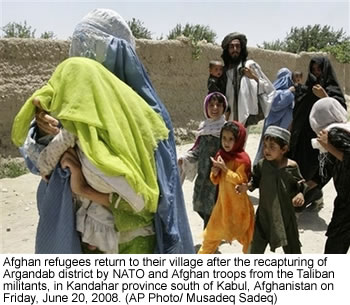 Afghan refugees return to their village after the recapturing of
Argandab district by NATO and Afghan troops from the Taliban
militants, in Kandahar province south of Kabul, Afghanistan on
Friday, June 20, 2008. (AP Photo/ Musadeq Sadeq)